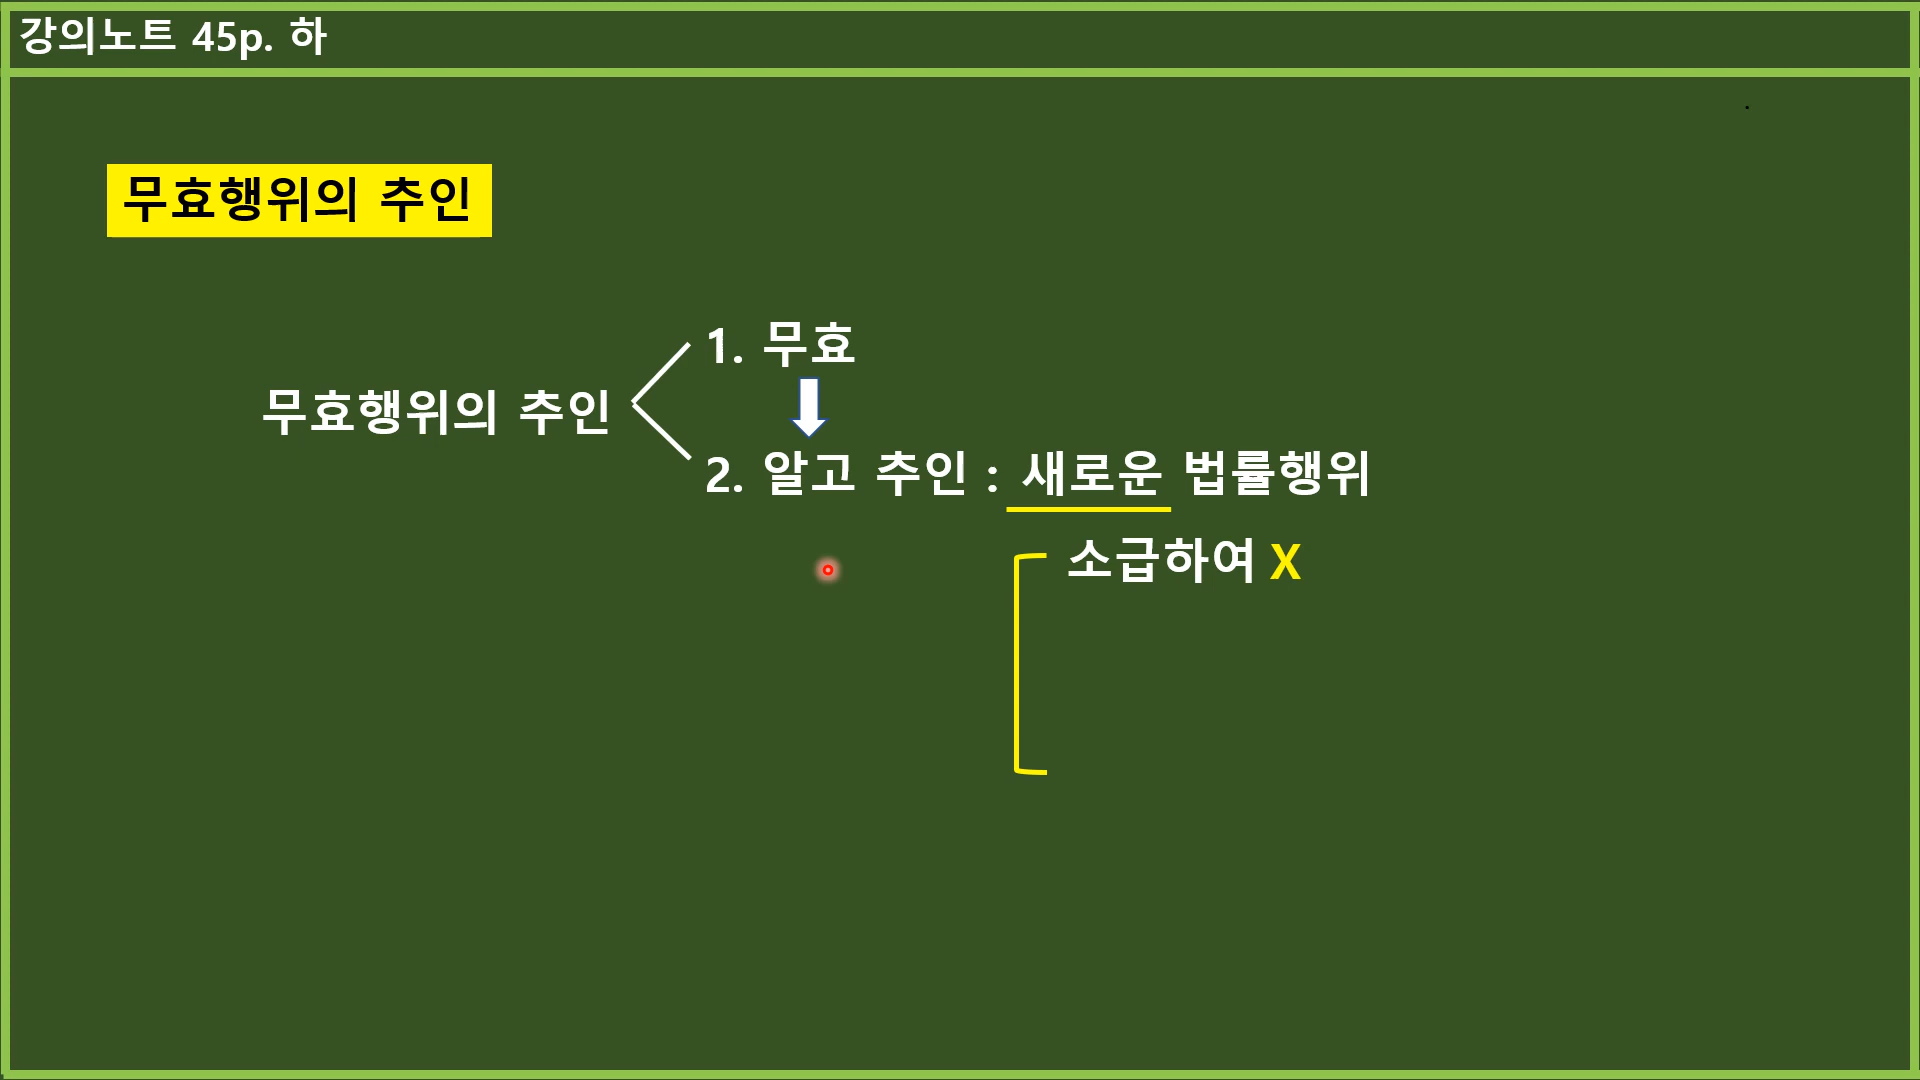 강의노트 45p. 하
무효행위의 추인
1. 무효
무효행위의 추인
2. 알고 추인 : 새로운 법률행위
소급하여 X